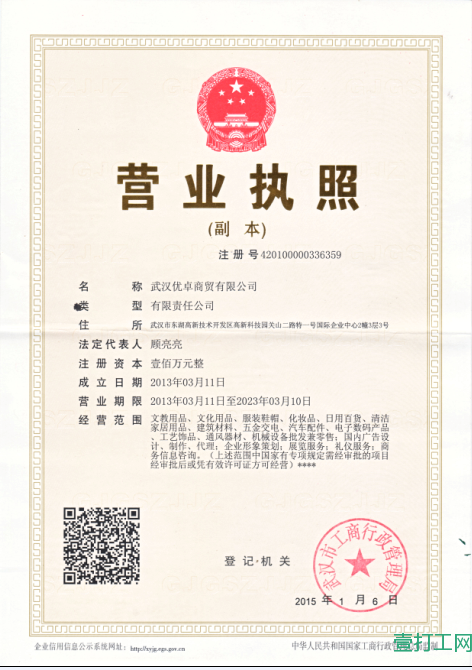 营业执照
(副 本)
注 册 号 420100000336359
名 称 武汉优卓商贸有限公司
类 型 有限责任公司
住 所 武汉市东湖高新技术开发区高新科技园关山二路特一号国际企业中心2幢3层3号
法定代表人 顾亮亮
注 册 资 本 壹佰万元整
成 立 日 期 2013年03月11日
营 业 期 限 2013年03月11日至2023年03月10日
经 营 范 围 文教用品、文化用品、服装鞋帽、化妆品、日用百货、清洁
家居用品、建筑材料、五金交电、汽车配件、电子数码产品
、工艺饰品、通风器材、机械设备批发兼零售；国内广告设
计、制作、代理；企业形象策划；展览服务；礼仪服务；商
务信息咨询。（上述范围中国家有专项规定需经审批的项目
经审批后或凭有效许可证方可经营）****
登 记 机 关
武汉市工商行政管理局
2015 年 1 月 6 日
企业信用信息公示系统网址：
中华人民共和国国家工商行政管理总局监制
壹打工网